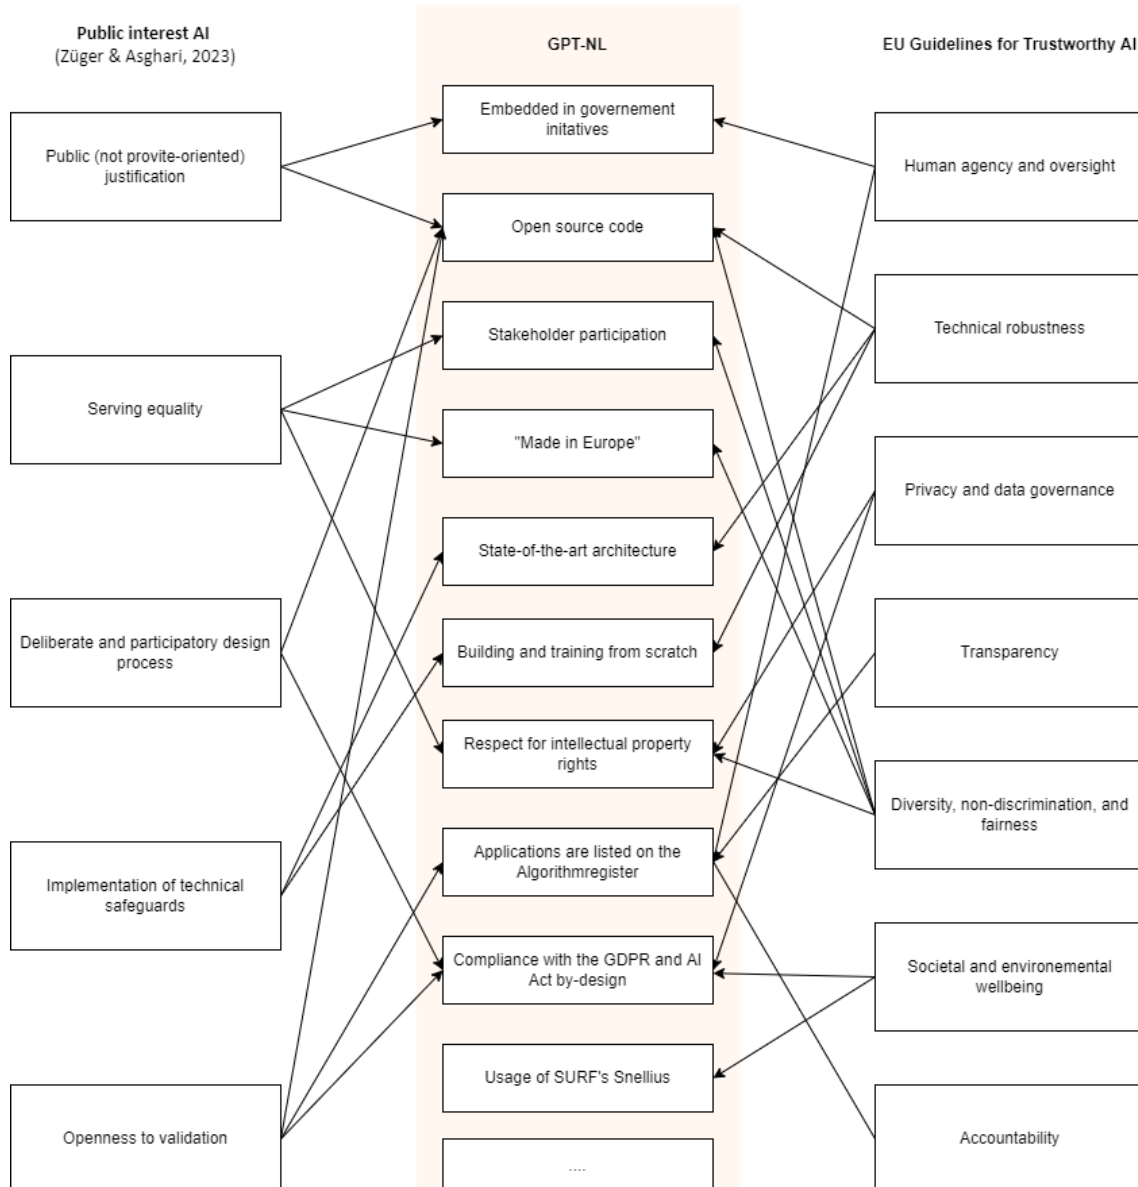 Public interest AI
(Züger & Asghari, 2023)
GPT-NL
EU Guidelines for Trustworthy AI
Public (not provite-oriented)
justification
Serving equality
Deliberate and participatory design
process
Implementation of technical
safeguards
Openness to validation
Embedded in governement
initatives
Open source code
Stakeholder participation
"Made in Europe"
State-of-the-art architecture
Building and training from scratch
Respect for intellectual property
rights
Applications are listed on the
Algorithmregister
Compliance with the GDPR and AI
Act by-design
Usage of SURF's Snellius
....
Human agency and oversight
Technical robustness
Privacy and data governance
Transparency
Diversity, non-discrimination, and
fairness
Societal and environemental
wellbeing
Accountability